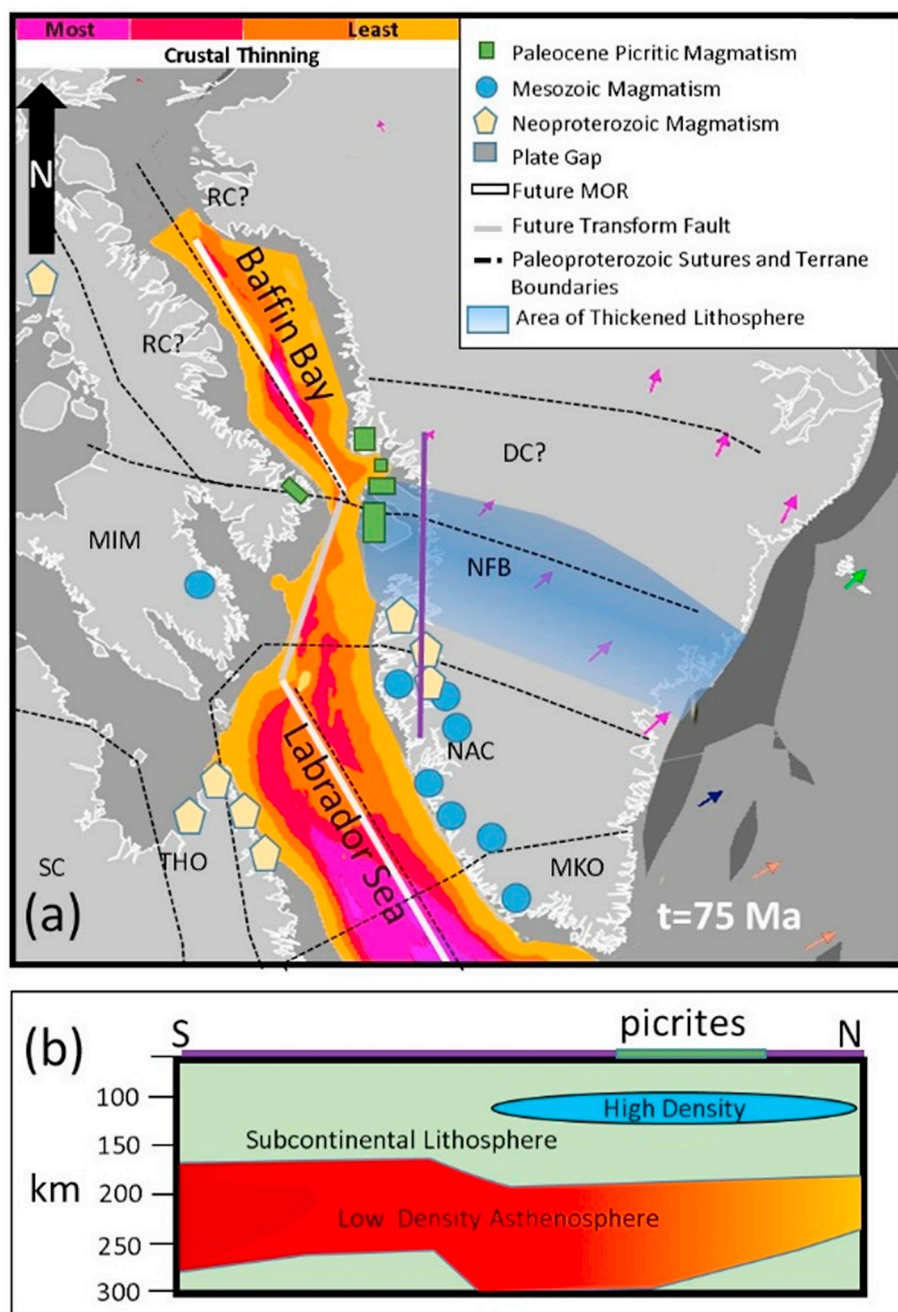 Most
Least
Crustal Thinning
N
Paleocene Picritic Magmatism
Mesozoic Magmatism
Neoproterozoic Magmatism
Plate Gap
Future MOR
Future Transform Fault
Paleoproterozoic Sutures and Terrane
Boundaries
Area of Thickened Lithosphere
RC?
Baffin Bay
RC?
DC?
MIM
NFB
Labrador Sea
NAC
SC
THO
MKO
(a)
t=75 Ma
(b)
S
picrites
N
100
High Density
150
Subcontinental Lithosphere
km
200
Low Density Asthenosphere
250
300